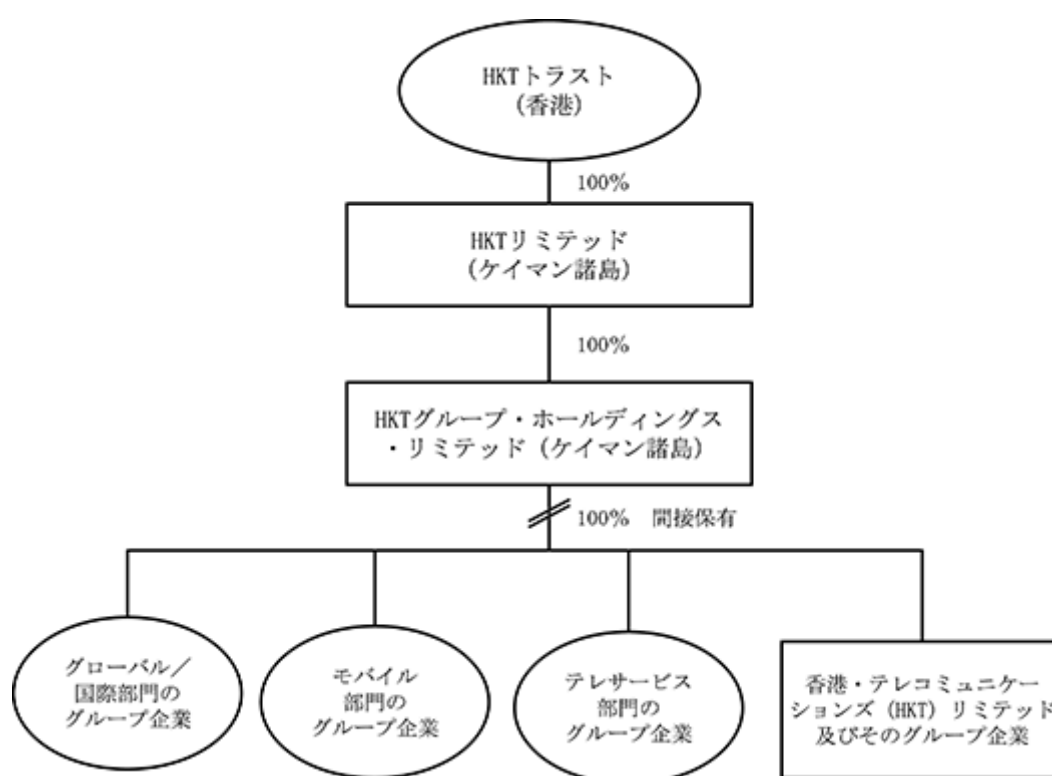 HKTトラスト
(香港)
100%
HKTリミテッド
(ケイマン諸島)
100%
HKTグループ・ホールディングス
・リミテッド (ケイマン諸島)
100% 間接保有
グローバル／
国際部門の
グループ企業
モバイル
部門の
グループ企業
テレサービス
部門の
グループ企業
香港・テレコミュニケー
ションズ (HKT) リミテッド
及びそのグループ企業